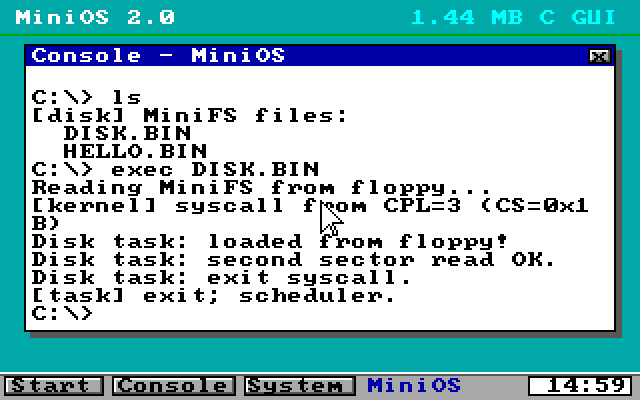 MiniOS 2.0 1.44 MB C GUI
Console - MiniOS
C:\> ls
[disk] MiniFS files:
DISK.BIN
HELLO.BIN
C:\> exec DISK.BIN
Reading MiniFS from floppy...
[kernel] syscall from CPL=3 (CS=0x1
B)
Disk task: loaded from floppy!
Disk task: second sector read OK.
Disk task: exit syscall.
[task] exit; scheduler.
C:\>
Start Console System MiniOS 14:59